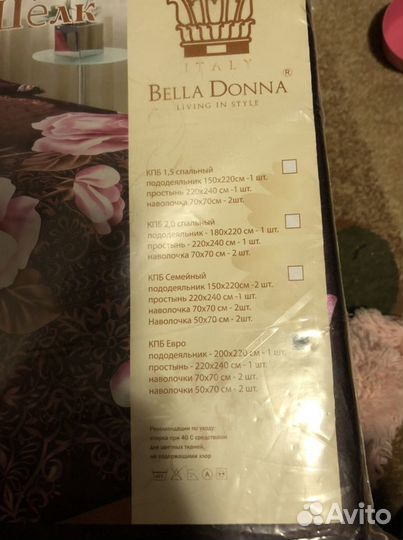 Шёлк
ITALY
BELLA DONNA ®
LIVING IN STYLE
КПБ 1,5 спальный
пододеяльник 150х220см -1 шт.
простынь 220х240 см -1 шт.
наволочка 70х70см - 2шт.
КПБ 2,0 спальный
пододеяльник - 180х220 см - 1 шт.
простынь - 220х240 см - 1 шт.
наволочка 70х70 см - 2 шт.
КПБ Семейный
пододеяльник 150х220см -2 шт.
простынь 220х240 см -1 шт.
наволочка 70х70 см - 2шт.
Наволочка 50х70 см - 2шт.
КПБ Евро
пододеяльник - 200х220 см - 1 шт.
простынь - 220х240 см - 1 шт.
наволочки 70х70 см - 2 шт.
наволочки 50х70 см - 2 шт.
Рекомендации по уходу:
стирка при 40 С средством
для цветных тканей,
не содержащими хлор
Avito